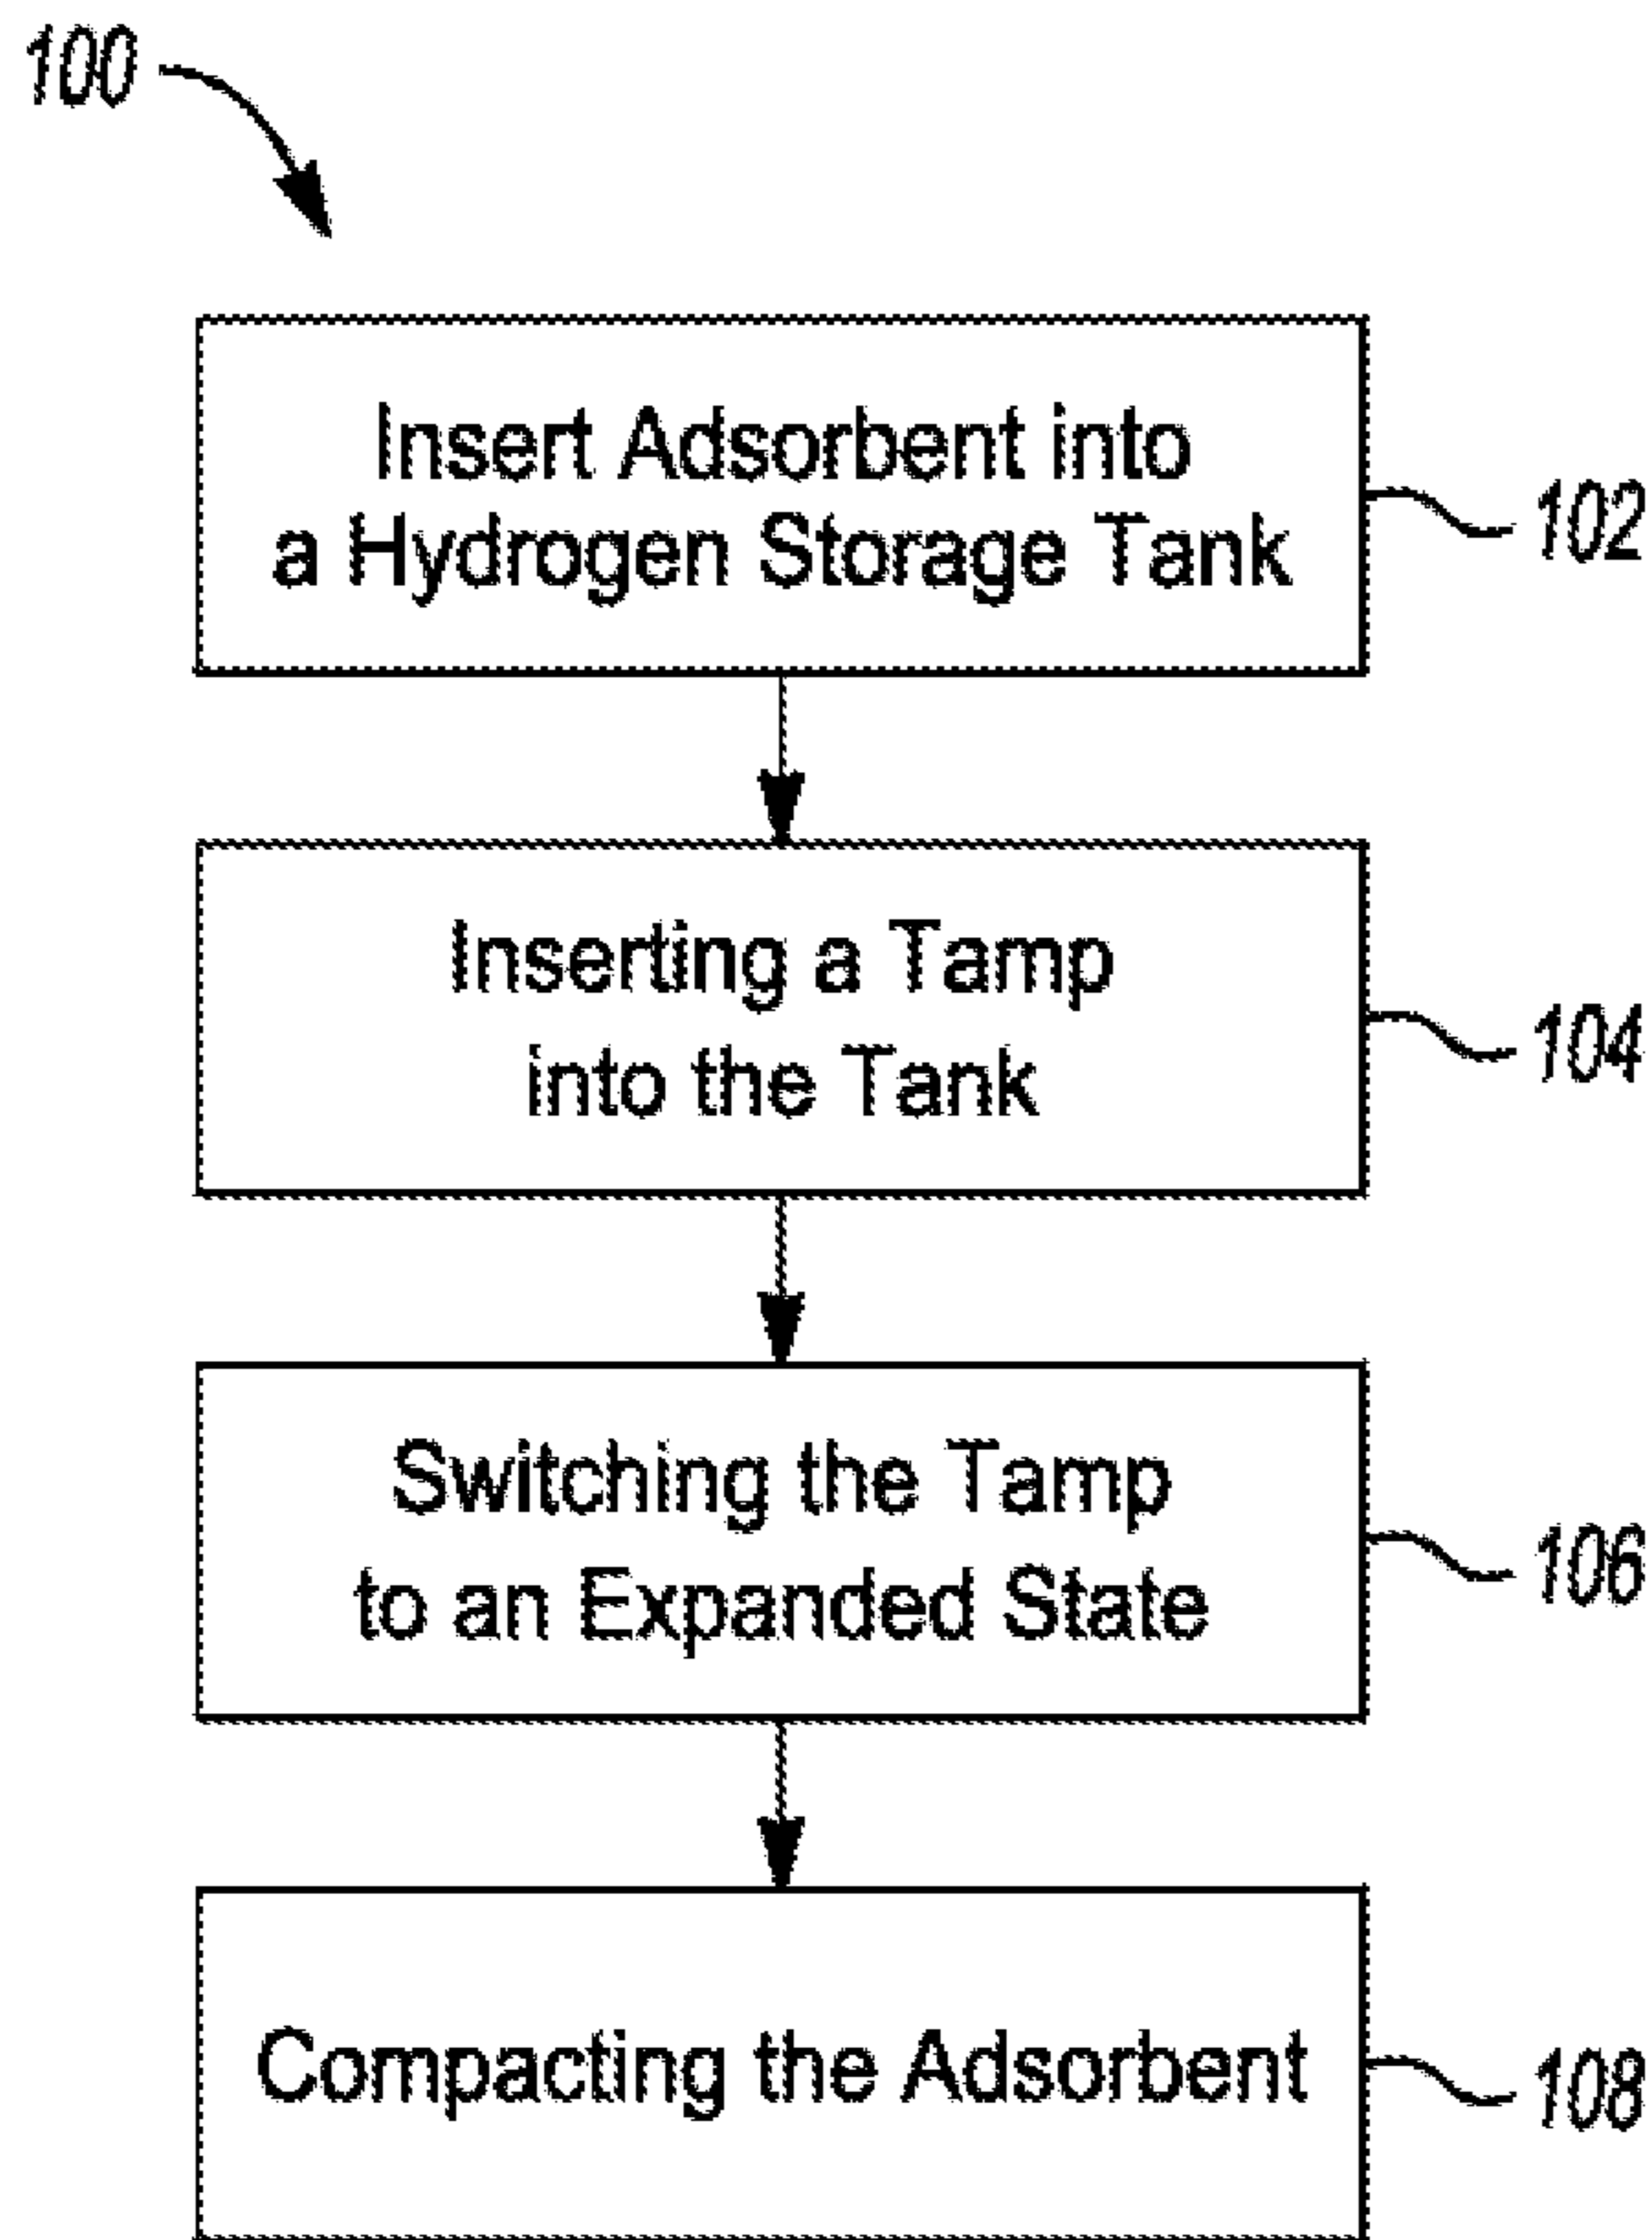 100
Insert Adsorbent into
a Hydrogen Storage Tank
102
Inserting a Tamp
into the Tank
104
Switching the Tamp
to an Expanded State
106
Compacting the Adsorbent
108